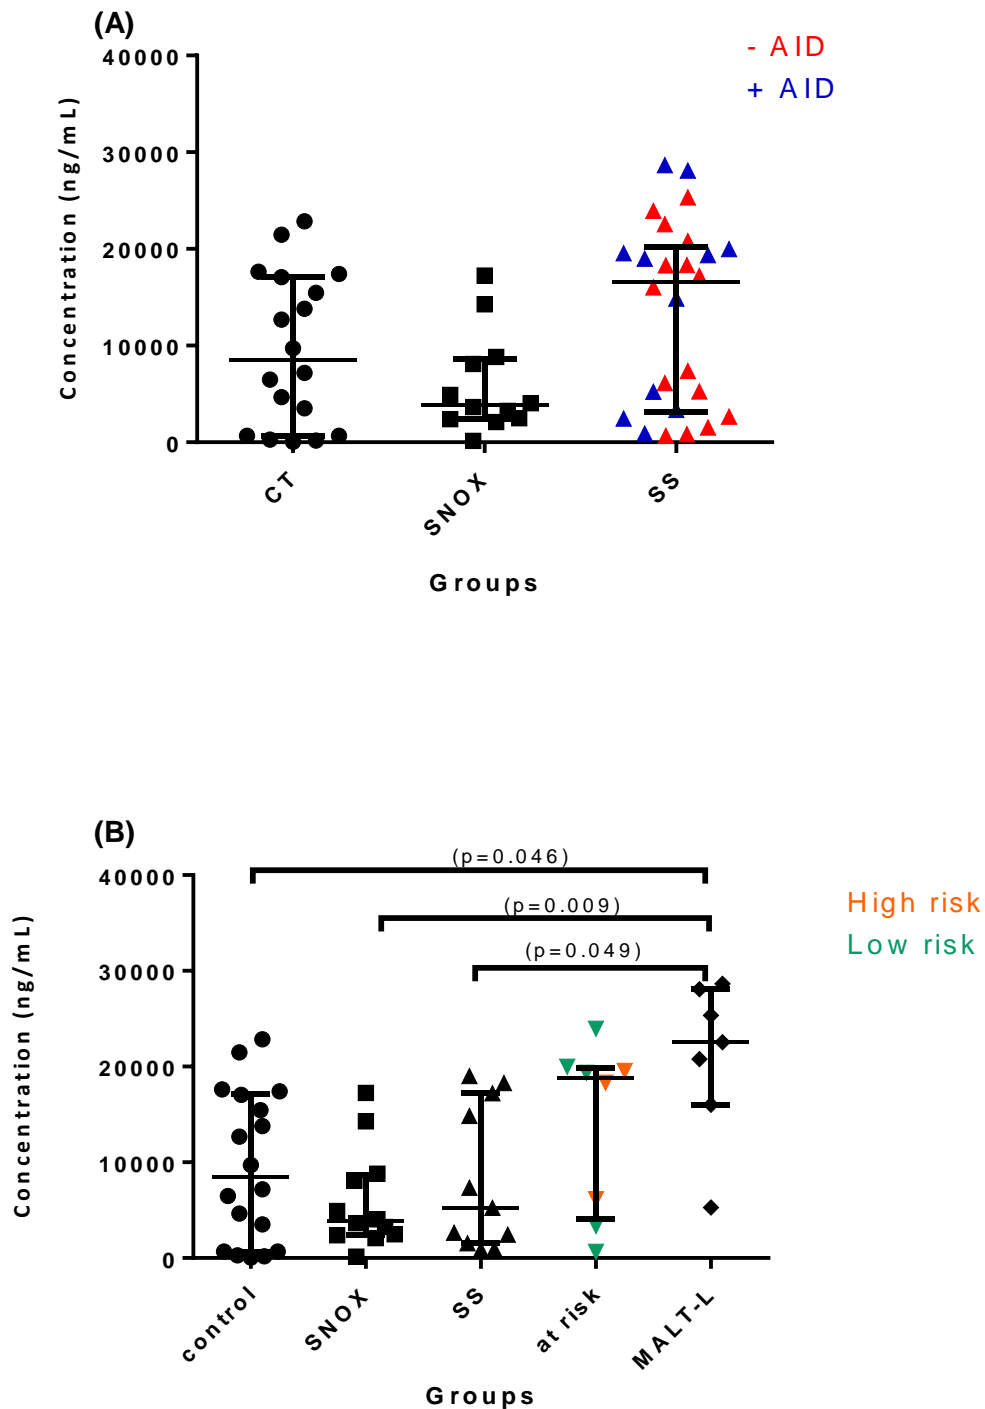 (A)
- AID
+ AID
40000
30000
20000
10000
0
Concentration (ng/mL)
CT
SNOX
SS
Groups
(B)
(p=0.046)
(p=0.009)
(p=0.049)
High risk
Low risk
40000
30000
20000
10000
0
Concentration (ng/mL)
control
SNOX
SS
at risk
MALT-L
Groups